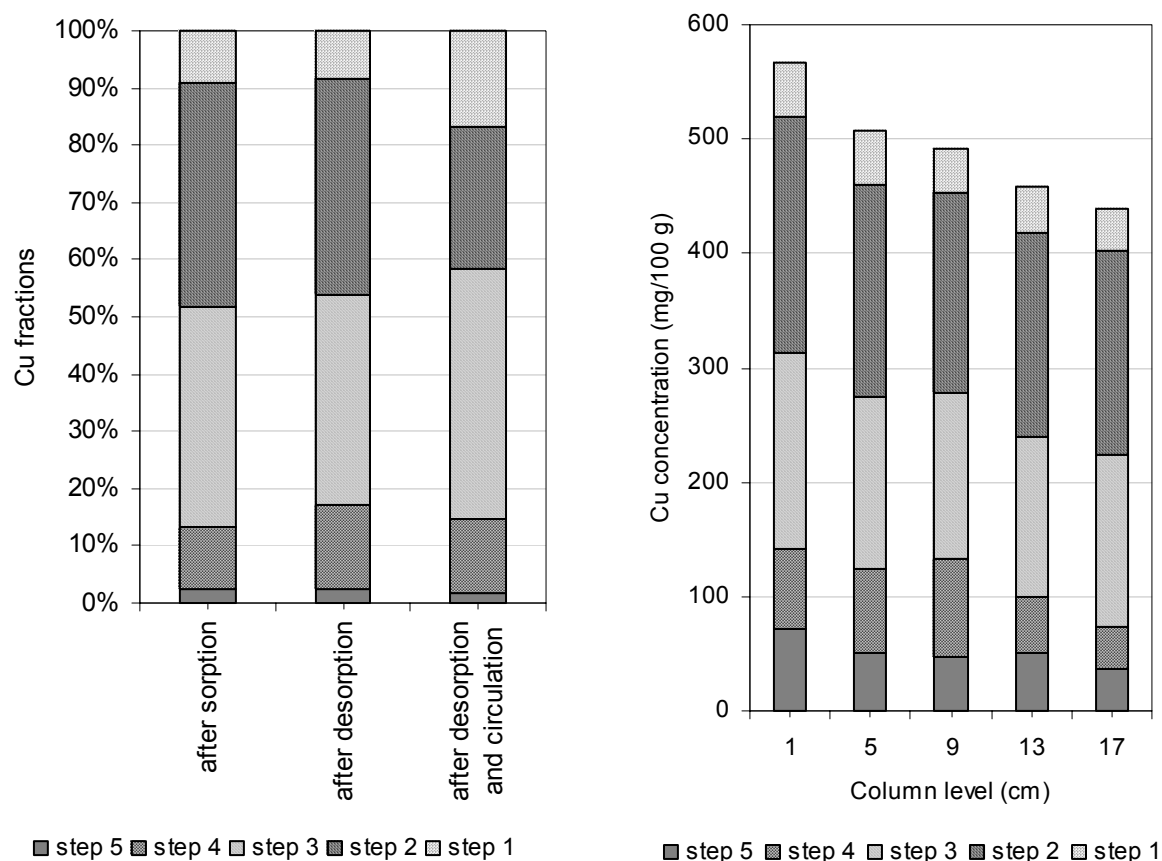 100%
90%
80%
70%
60%
50%
40%
30%
20%
10%
0%
Cu fractions
after sorption
after desorption
after desorption
and circulation
step 5 step 4 step 3 step 2 step 1
600
500
400
300
200
100
0
Cu concentration (mg/100 g)
1 5 9 13 17
Column level (cm)
step 5 step 4 step 3 step 2 step 1